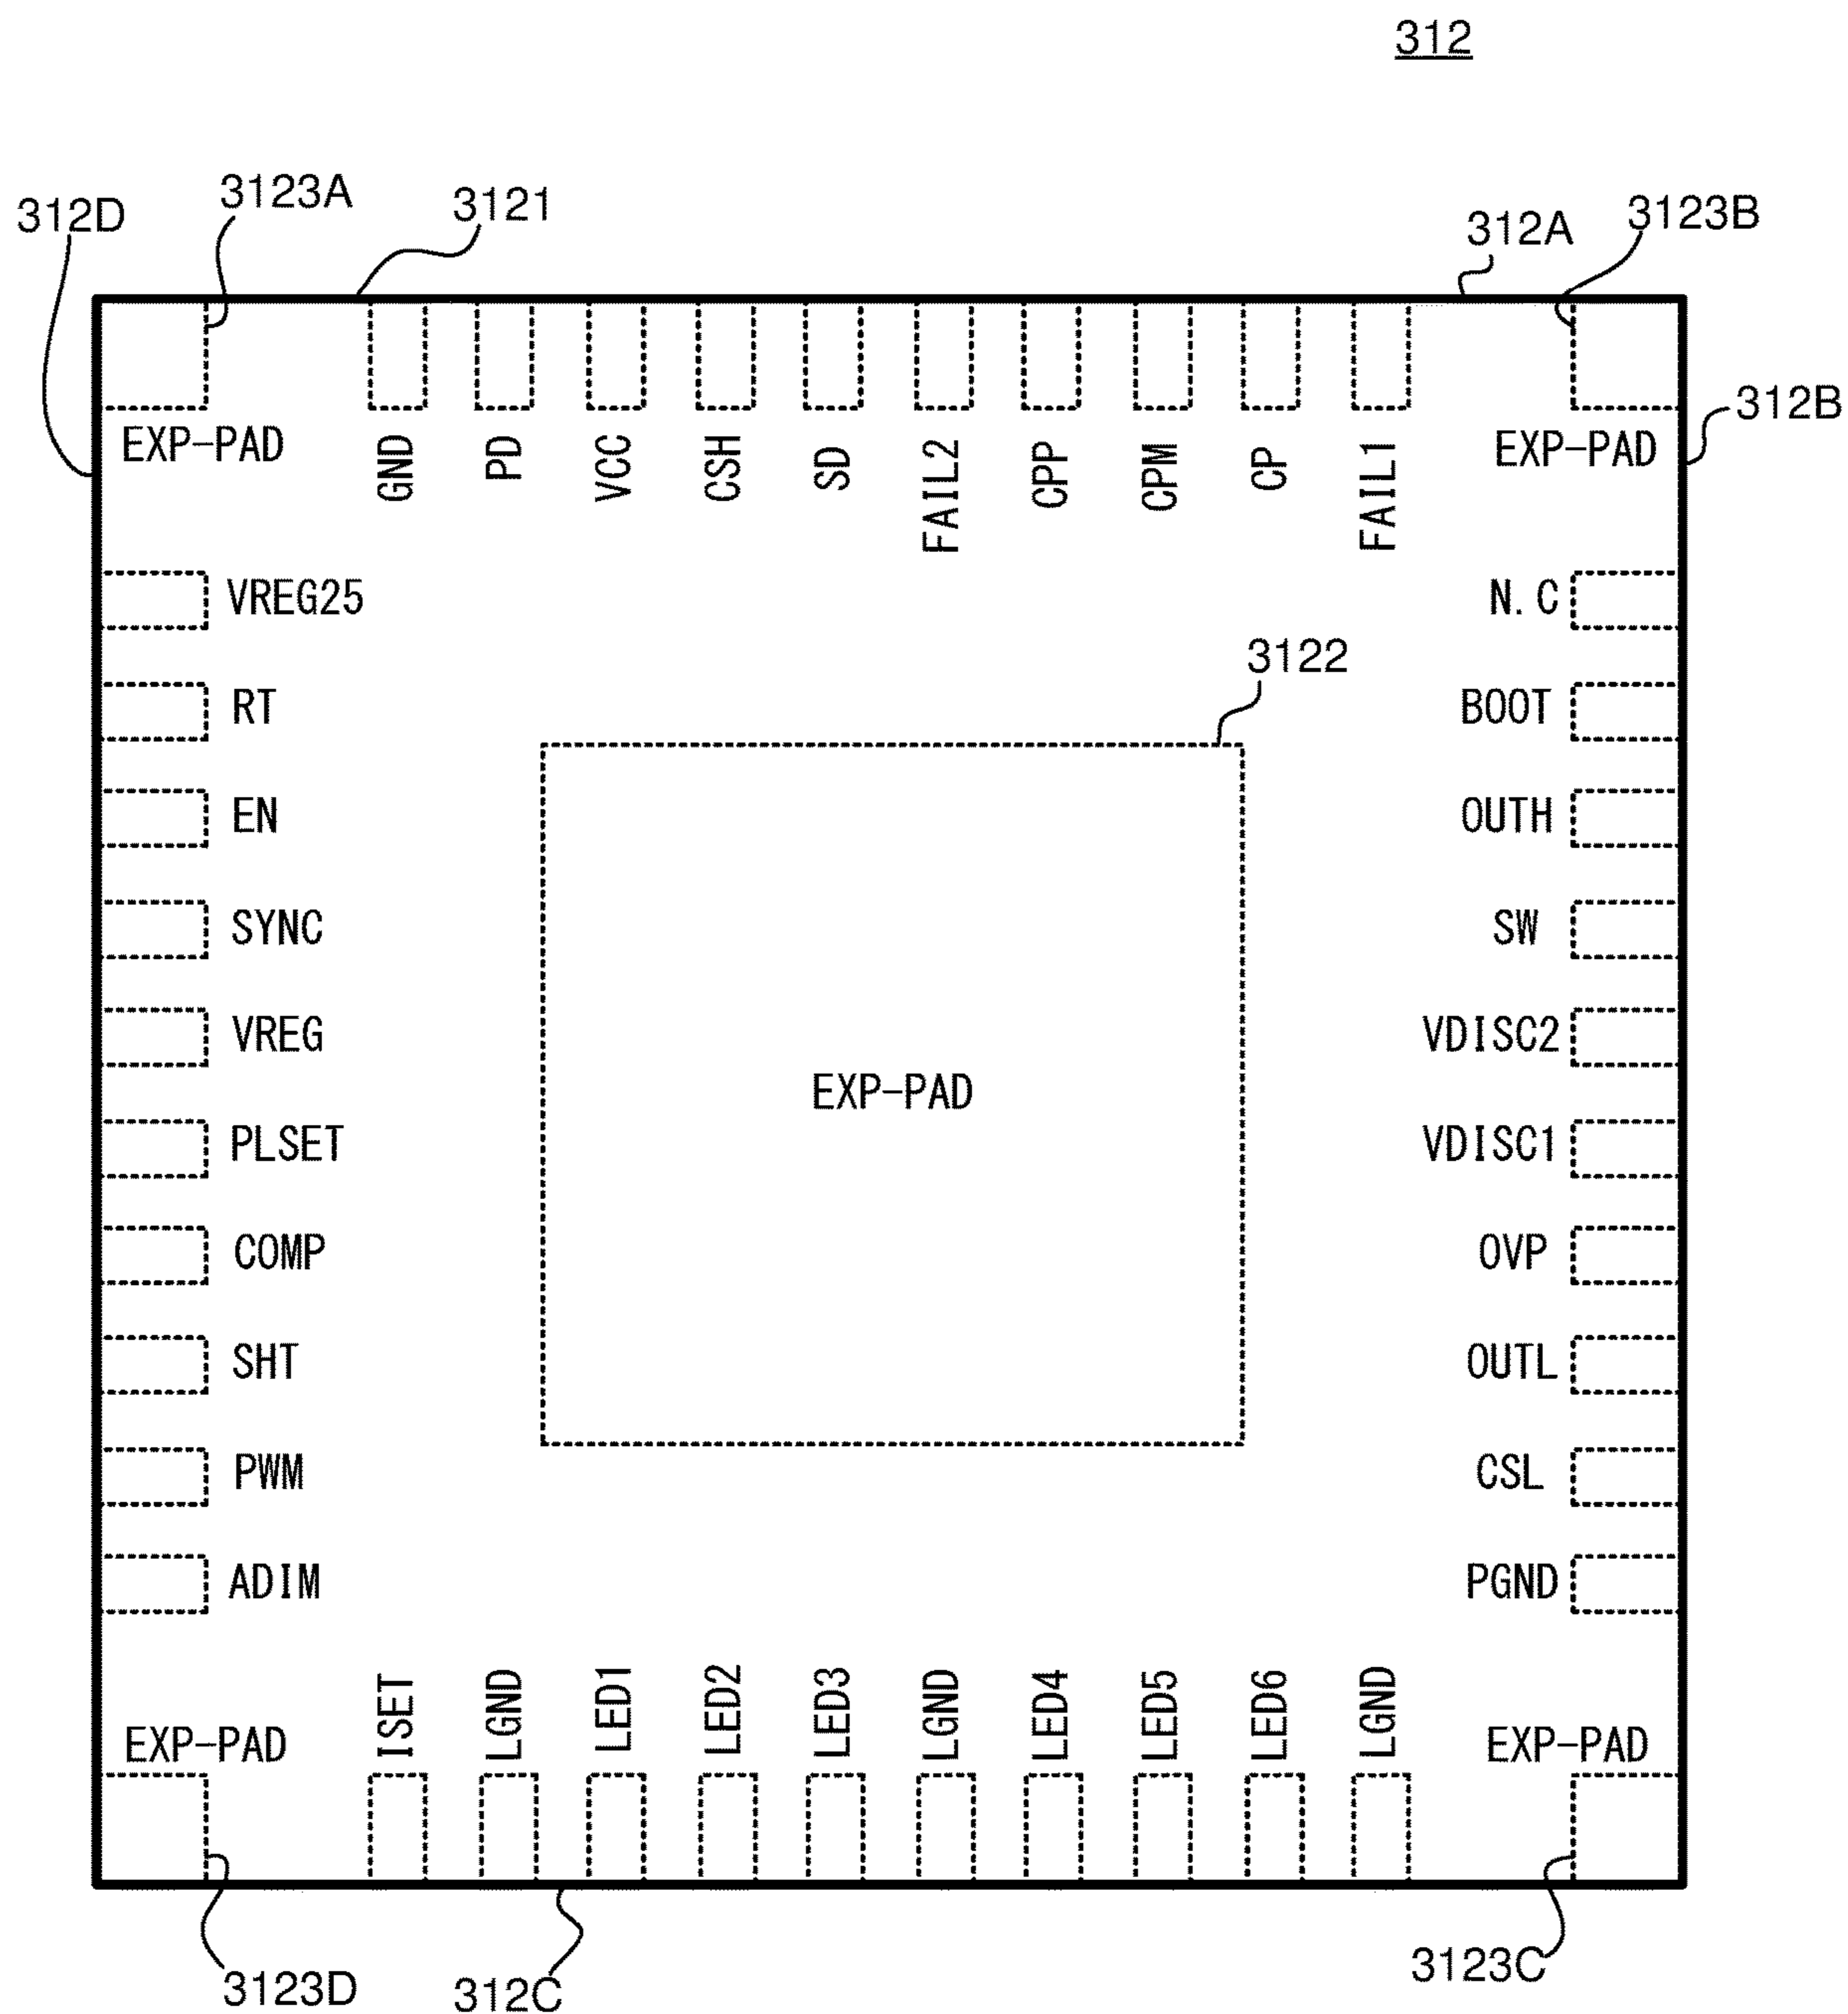 312
312D
3123A
3121
312A
3123B
312B
EXP-PAD
GND
PD
VCC
CSH
SD
FAIL2
CPP
CPM
CP
FAIL1
EXP-PAD
VREG25
RT
EN
SYNC
VREG
PLSET
COMP
SHT
PWM
ADIM
3122
EXP-PAD
N.C
BOOT
OUTH
SW
VDISC2
VDISC1
OVP
OUTL
CSL
PGND
EXP-PAD
ISET
LGND
LED1
LED2
LED3
LGND
LED4
LED5
LED6
LGND
EXP-PAD
3123D
312C
3123C